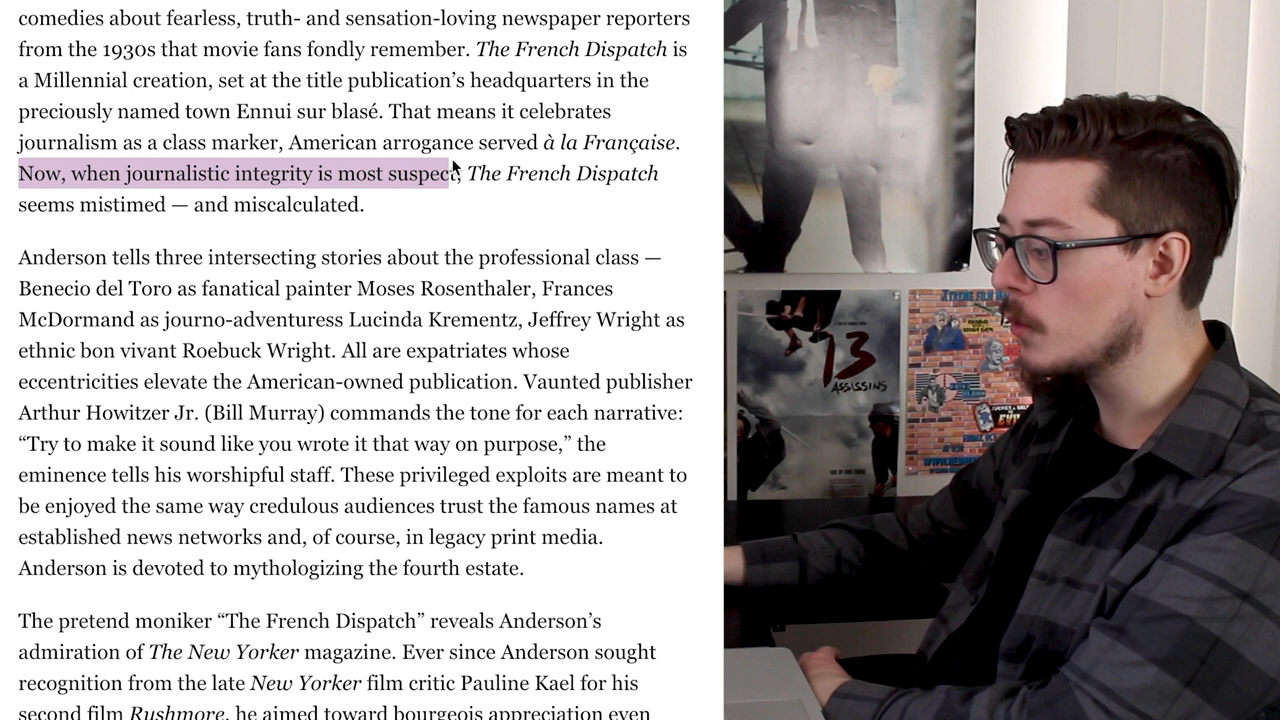 comedies about fearless, truth- and sensation-loving newspaper reporters
from the 1930s that movie fans fondly remember. The French Dispatch is
a Millennial creation, set at the title publication’s headquarters in the
preciously named town Ennui sur blasé. That means it celebrates
journalism as a class marker, American arrogance served à la Française.
Now, when journalistic integrity is most suspect, The French Dispatch
seems mistimed — and miscalculated.
Anderson tells three intersecting stories about the professional class —
Benecio del Toro as fanatical painter Moses Rosenthaler, Frances
McDormand as journo-adventuress Lucinda Krementz, Jeffrey Wright as
ethnic bon vivant Roebuck Wright. All are expatriates whose
eccentricities elevate the American-owned publication. Vaunted publisher
Arthur Howitzer Jr. (Bill Murray) commands the tone for each narrative:
“Try to make it sound like you wrote it that way on purpose,” the
eminence tells his worshipful staff. These privileged exploits are meant to
be enjoyed the same way credulous audiences trust the famous names at
established news networks and, of course, in legacy print media.
Anderson is devoted to mythologizing the fourth estate.
The pretend moniker “The French Dispatch” reveals Anderson’s
admiration of The New Yorker magazine. Ever since Anderson sought
recognition from the late New Yorker film critic Pauline Kael for his
second film Rushmore, he aimed toward bourgeois appreciation even
13
ASSASSINS